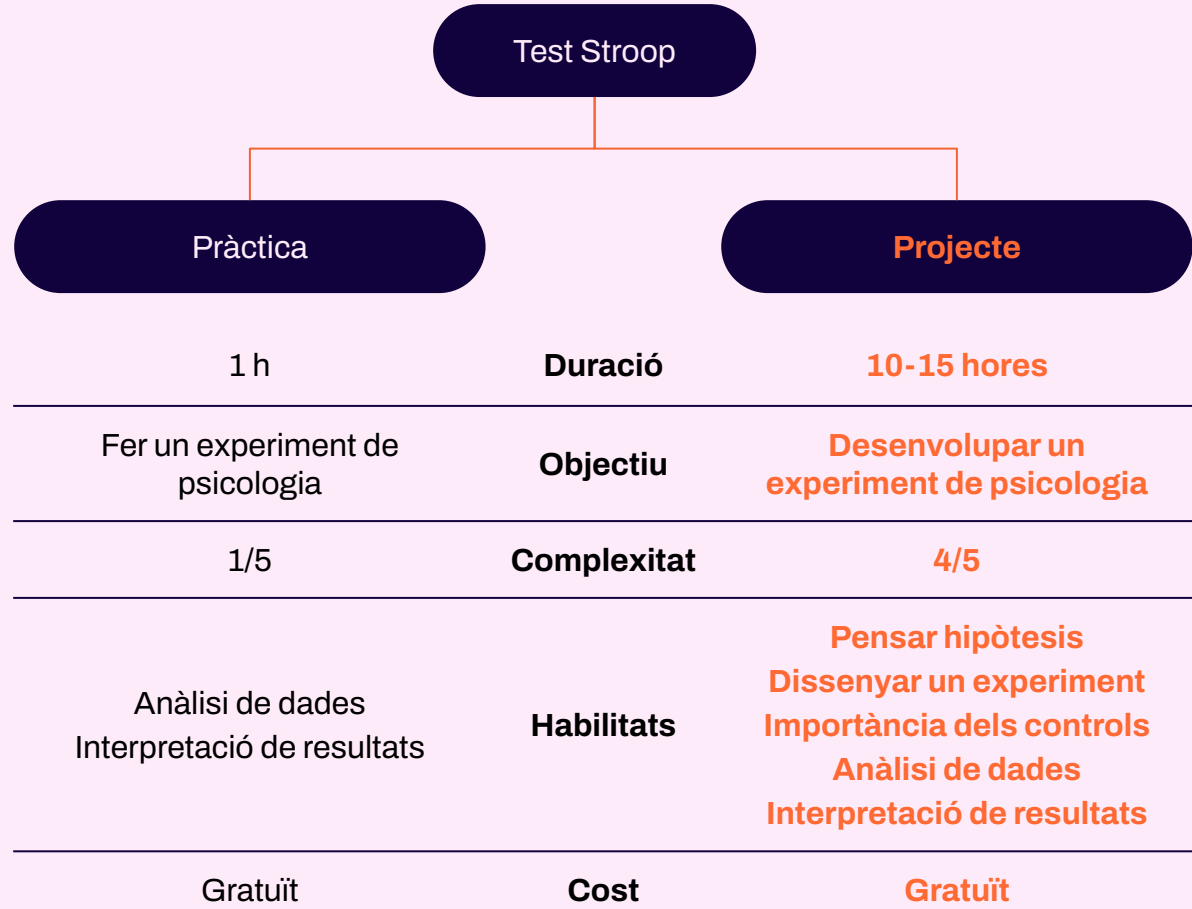 Test Stroop
Pràctica
Projecte
1 h
Duració
10-15 hores
Fer un experiment de
psicologia
Objectiu
Desenvolupar un
experiment de psicologia
1/5
Complexitat
4/5
Anàlisi de dades
Interpretació de resultats
Habilitats
Pensar hipòtesis
Dissenyar un experiment
Importància dels controls
Anàlisi de dades
Interpretació de resultats
Gratuït
Cost
Gratuït